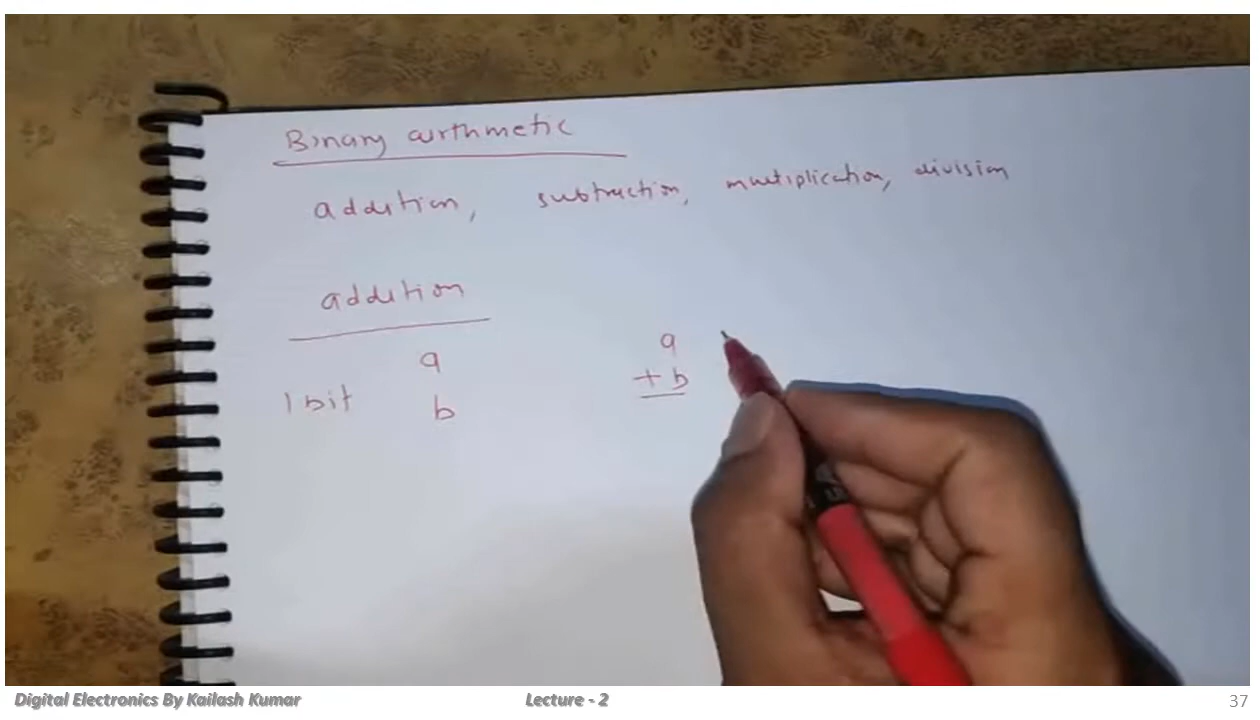 Binary arithmetic
addition, subtraction, multiplication, division
addition
1 bit a b
a
+ b
Digital Electronics By Kailash Kumar Lecture - 2 37